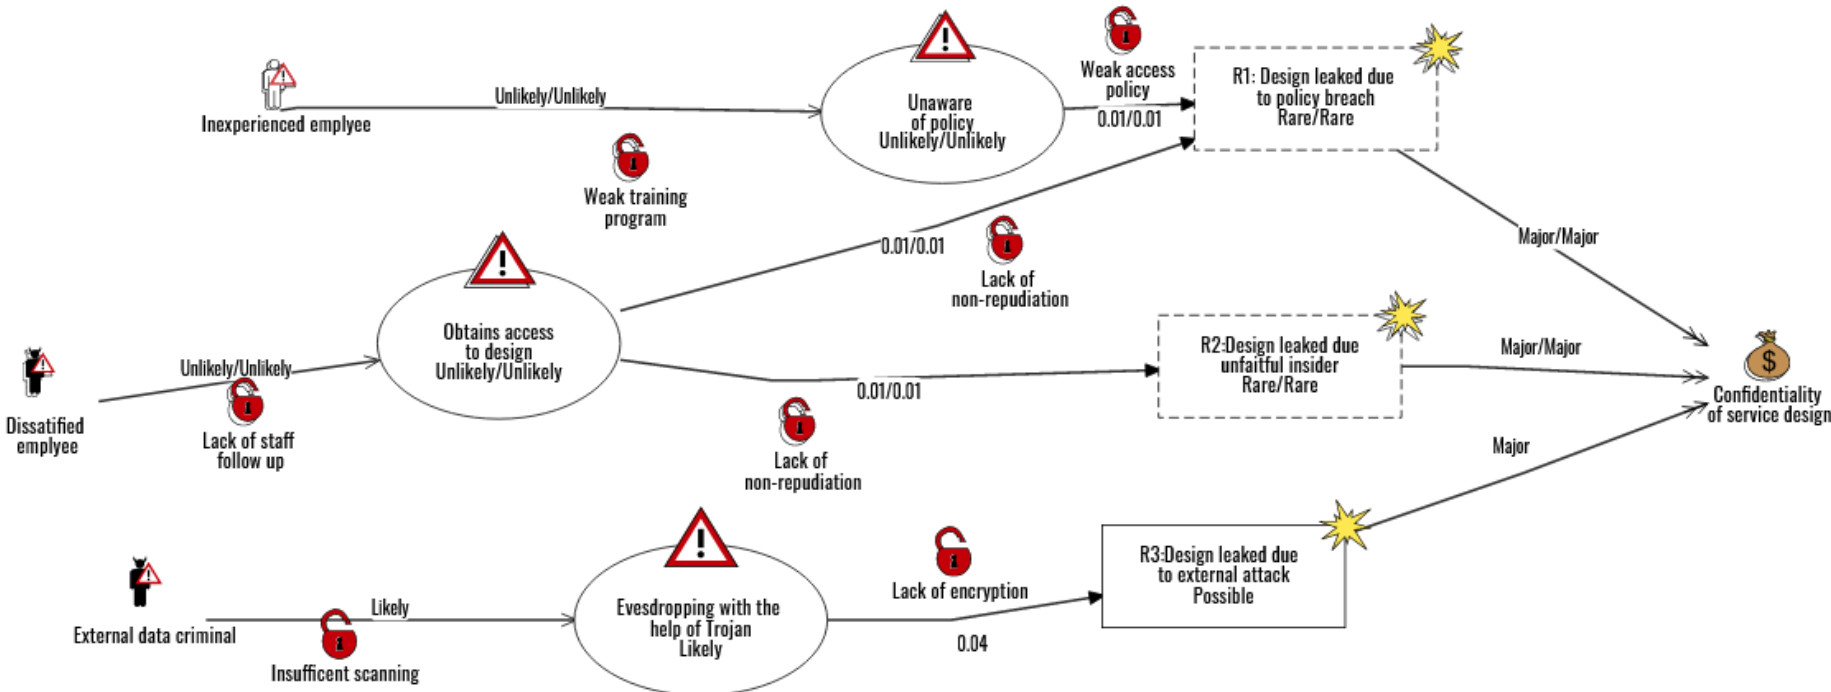 Inexperienced emplyee
Unlikely/Unlikely
Weak training
program
Unaware
of policy
Unlikely/Unlikely
Weak access
policy
0.01/0.01
R1: Design leaked due
to policy breach
Rare/Rare
Major/Major
Dissatified
emplyee
Unlikely/Unlikely
Lack of staff
follow up
Obtains access
to design
Unlikely/Unlikely
0.01/0.01
Lack of
non-repudiation
0.01/0.01
Lack of
non-repudiation
R2:Design leaked due
unfaitful insider
Rare/Rare
Major/Major
$
Confidentiality
of service design
External data criminal
Likely
Insufficent scanning
Evesdropping with the
help of Trojan
Likely
Lack of encryption
0.04
R3:Design leaked due
to external attack
Possible
Major